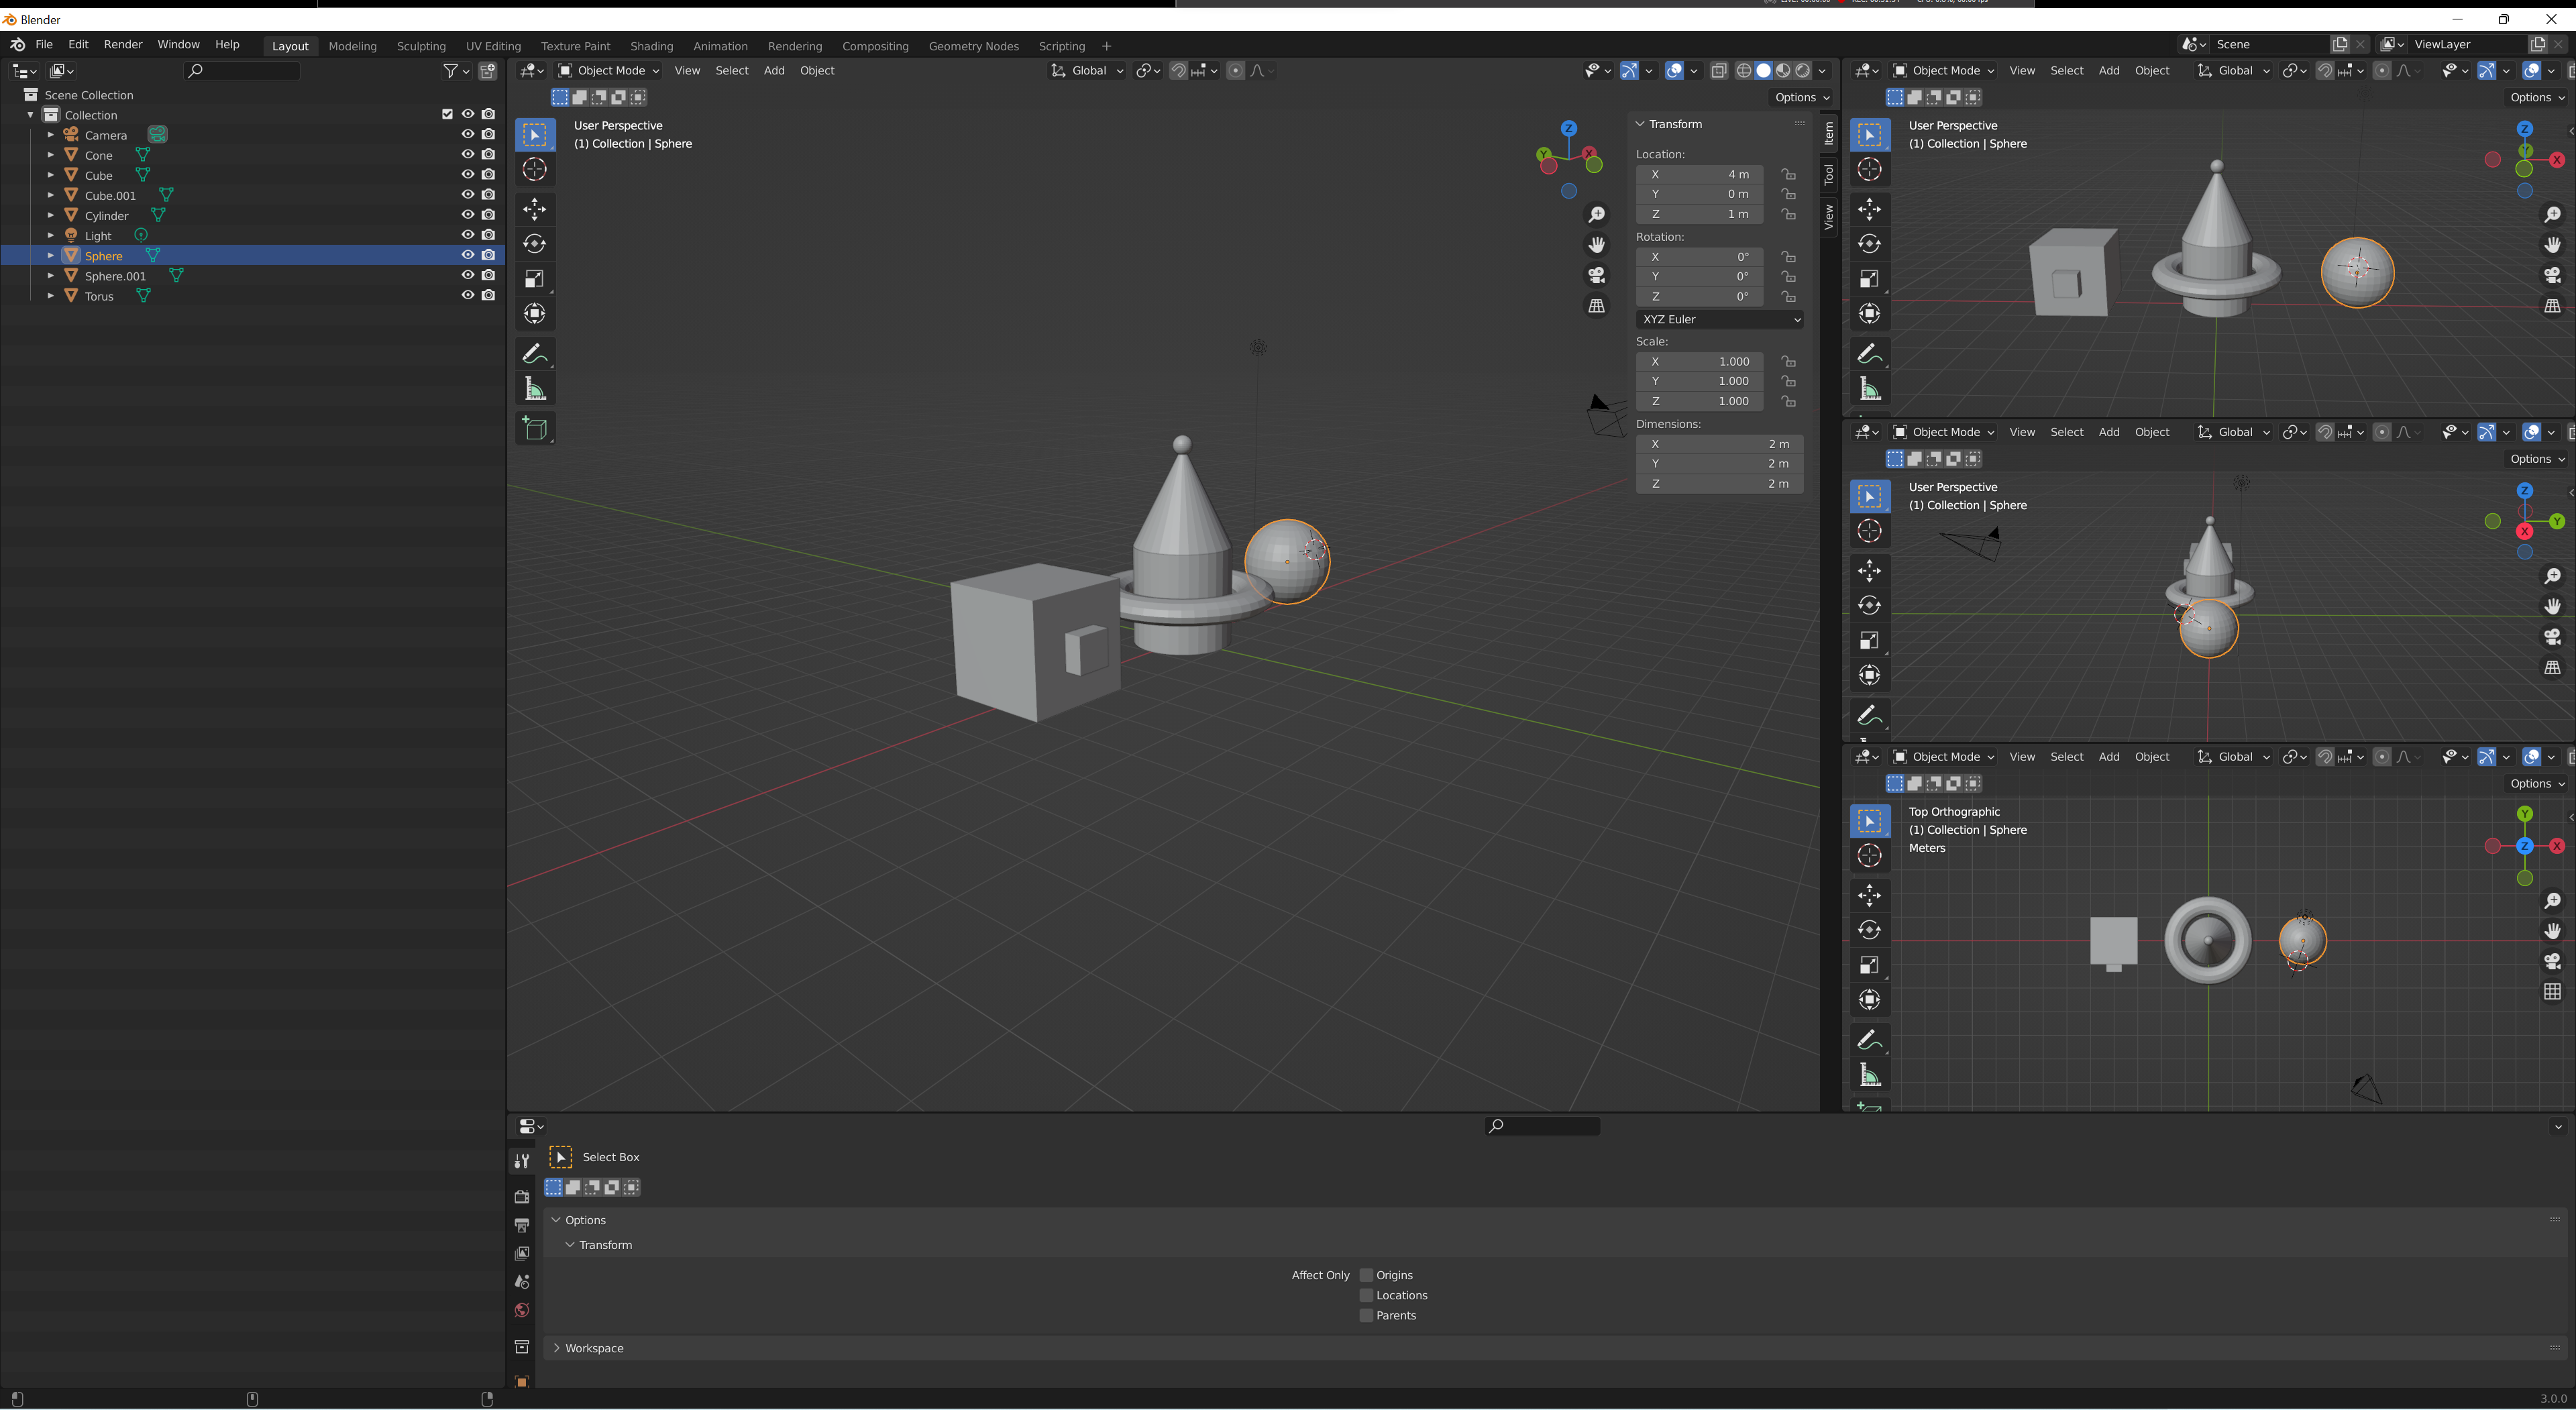 Blender
File Edit Render Window Help Layout Modeling Sculpting UV Editing Texture Paint Shading Animation Rendering Compositing Geometry Nodes Scripting + Scene ViewLayer
Scene Collection
Collection
Camera
Cone
Cube
Cube.001
Cylinder
Light
Sphere
Sphere.001
Torus
Object Mode View Select Add Object Global
Options
User Perspective
(1) Collection | Sphere
Z
Y
X
Transform
Location:
X 4 m
Y 0 m
Z 1 m
Rotation:
X 0°
Y 0°
Z 0°
XYZ Euler
Scale:
X 1.000
Y 1.000
Z 1.000
Dimensions:
X 2 m
Y 2 m
Z 2 m
Item
Tool
View
Object Mode View Select Add Object Global
Options
User Perspective
(1) Collection | Sphere
Z
Y
X
Object Mode View Select Add Object Global
Options
User Perspective
(1) Collection | Sphere
Z
Y
X
Object Mode View Select Add Object Global
Options
Top Orthographic
(1) Collection | Sphere
Meters
Y
Z
X
Select Box
Options
Transform
Affect Only Origins
Locations
Parents
Workspace
3.0.0